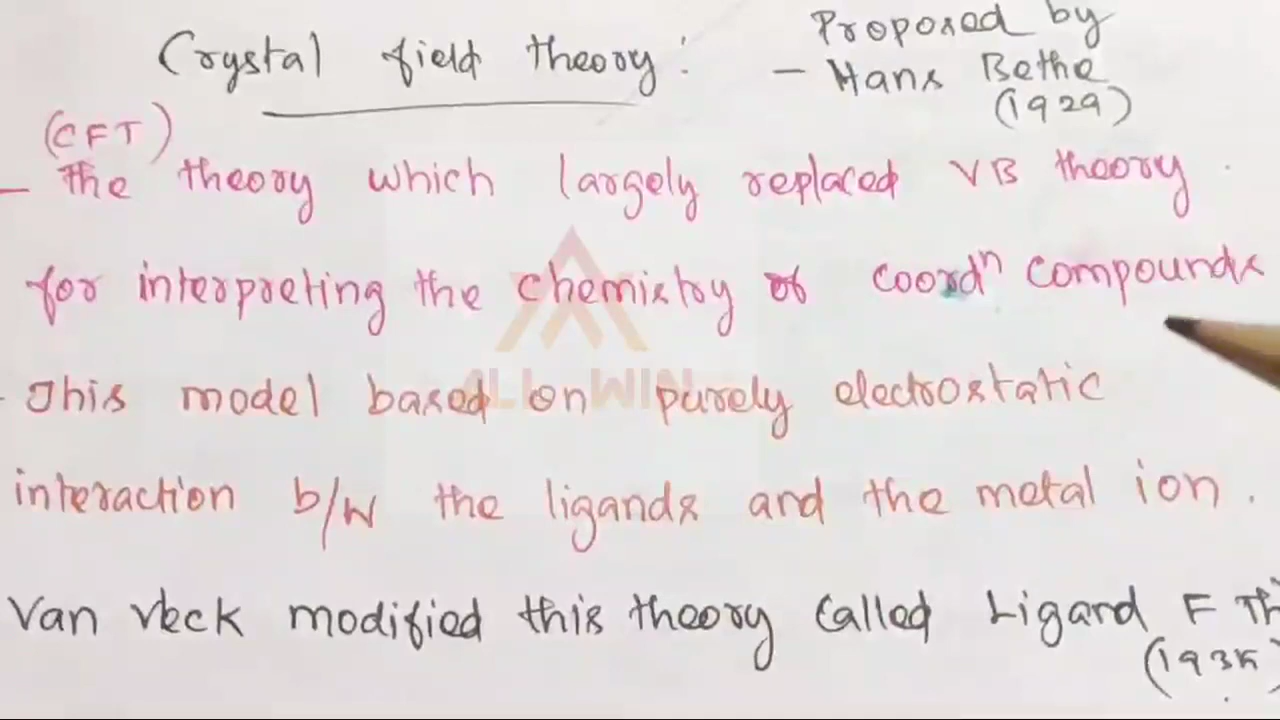 Crystal field theory :
Proposed by
- Hans Bethe
(1929)
(CFT)
- The theory which largely replaced VB theory .
for interpreting the chemistry of coordⁿ compounds
- This model based on purely electrostatic
interaction b/w the ligands and the metal ion .
Van Vleck modified this theory called Ligand F Th
(1935)
ALL WIN